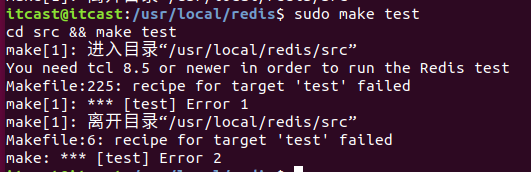 itcast@itcast:/usr/local/redis$ sudo make test
cd src && make test
make[1]: 进入目录“/usr/local/redis/src”
You need tcl 8.5 or newer in order to run the Redis test
Makefile:225: recipe for target 'test' failed
make[1]: *** [test] Error 1
make[1]: 离开目录“/usr/local/redis/src”
Makefile:6: recipe for target 'test' failed
make: *** [test] Error 2